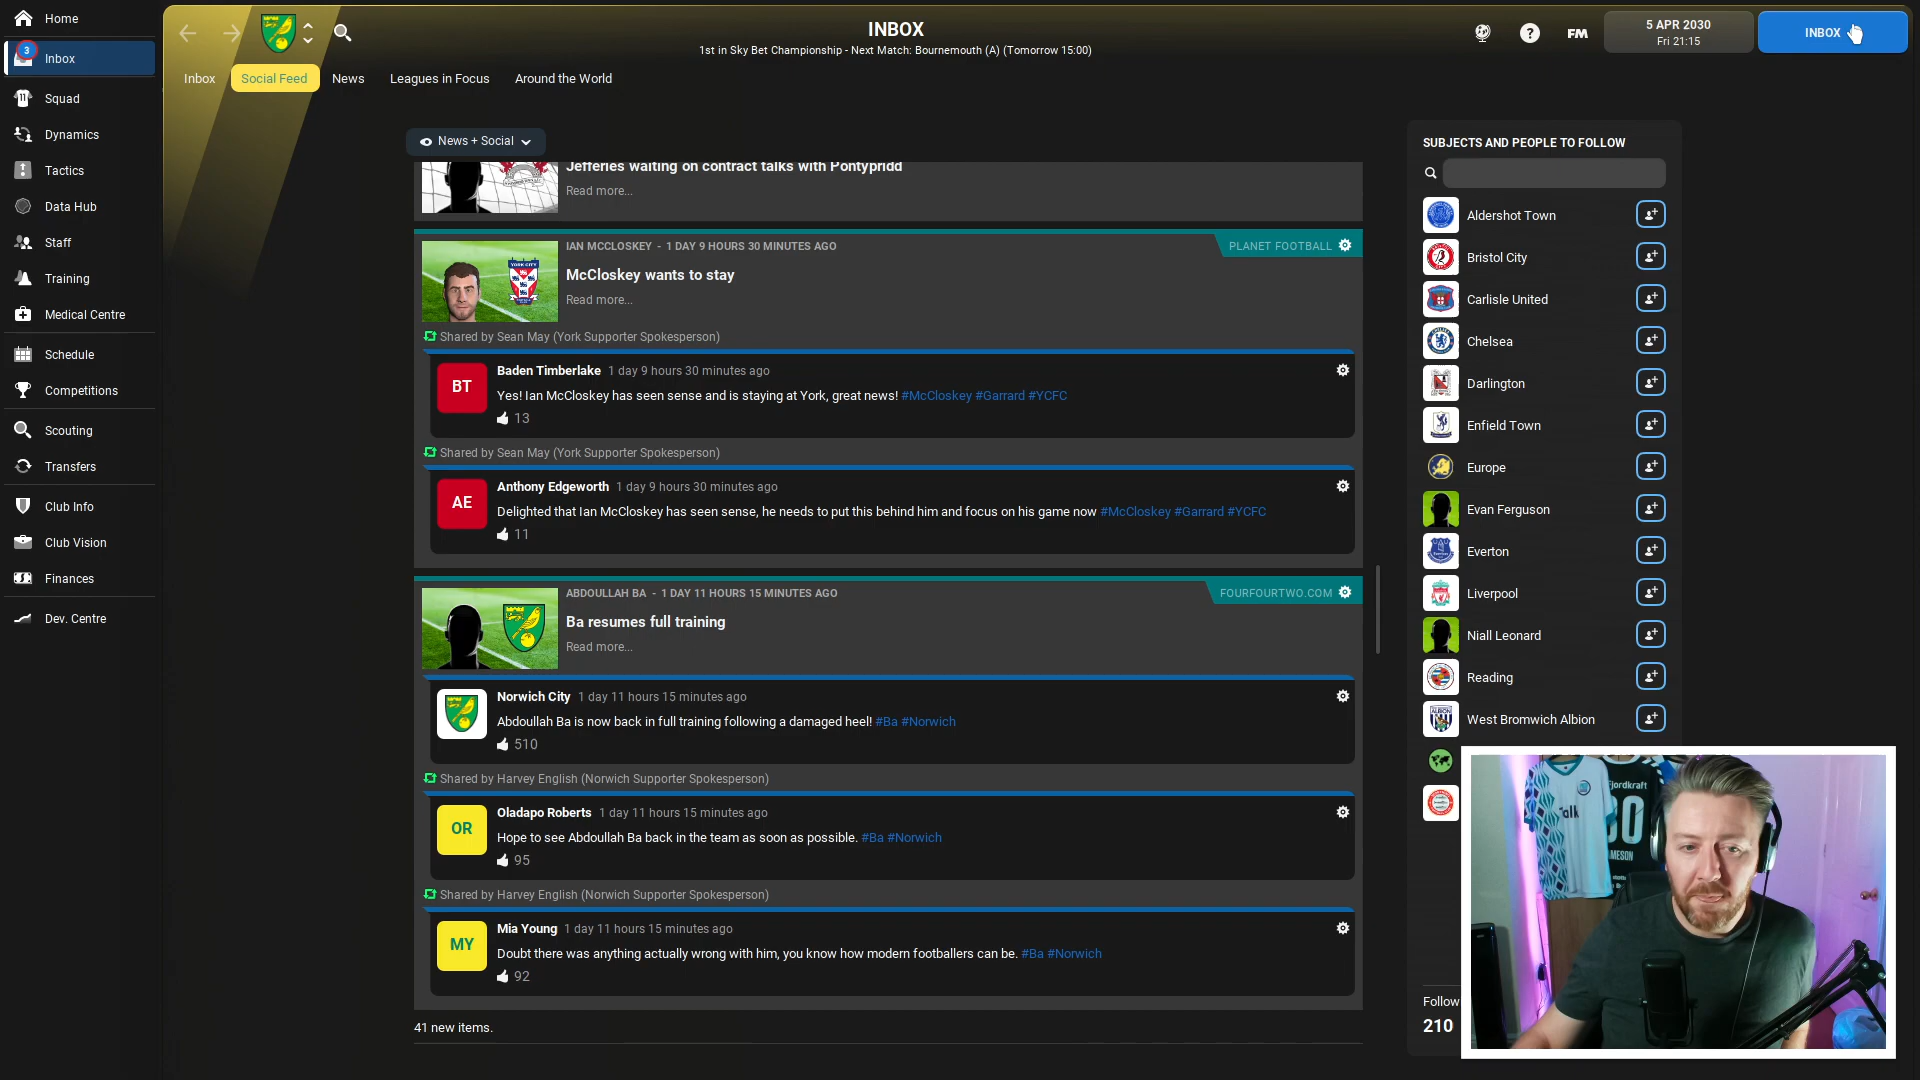 Home
3
Inbox
Squad
Dynamics
Tactics
Data Hub
Staff
Training
Medical Centre
Schedule
Competitions
Scouting
Transfers
Club Info
Club Vision
Finances
Dev. Centre
INBOX
1st in Sky Bet Championship - Next Match: Bournemouth (A) (Tomorrow 15:00)
?
FM
5 APR 2030
Fri 21:15
INBOX
Inbox
Social Feed
News
Leagues in Focus
Around the World
News + Social
Jefferies waiting on contract talks with Pontypridd
Read more...
IAN MCCLOSKEY - 1 DAY 9 HOURS 30 MINUTES AGO
PLANET FOOTBALL
McCloskey wants to stay
Read more...
Shared by Sean May (York Supporter Spokesperson)
BT
Baden Timberlake 1 day 9 hours 30 minutes ago
Yes! Ian McCloskey has seen sense and is staying at York, great news! #McCloskey #Garrard #YCFC
13
Shared by Sean May (York Supporter Spokesperson)
AE
Anthony Edgeworth 1 day 9 hours 30 minutes ago
Delighted that Ian McCloskey has seen sense, he needs to put this behind him and focus on his game now #McCloskey #Garrard #YCFC
11
ABDOULLAH BA - 1 DAY 11 HOURS 15 MINUTES AGO
FOURFOURTWO.COM
Ba resumes full training
Read more...
Norwich City 1 day 11 hours 15 minutes ago
Abdoullah Ba is now back in full training following a damaged heel! #Ba #Norwich
510
Shared by Harvey English (Norwich Supporter Spokesperson)
OR
Oladapo Roberts 1 day 11 hours 15 minutes ago
Hope to see Abdoullah Ba back in the team as soon as possible. #Ba #Norwich
95
Shared by Harvey English (Norwich Supporter Spokesperson)
MY
Mia Young 1 day 11 hours 15 minutes ago
Doubt there was anything actually wrong with him, you know how modern footballers can be. #Ba #Norwich
92
41 new items.
SUBJECTS AND PEOPLE TO FOLLOW
Aldershot Town
Bristol City
Carlisle United
Chelsea
Darlington
Enfield Town
Europe
Evan Ferguson
Everton
Liverpool
Niall Leonard
Reading
West Bromwich Albion
Follow
210
Fjordkraft
alk
00